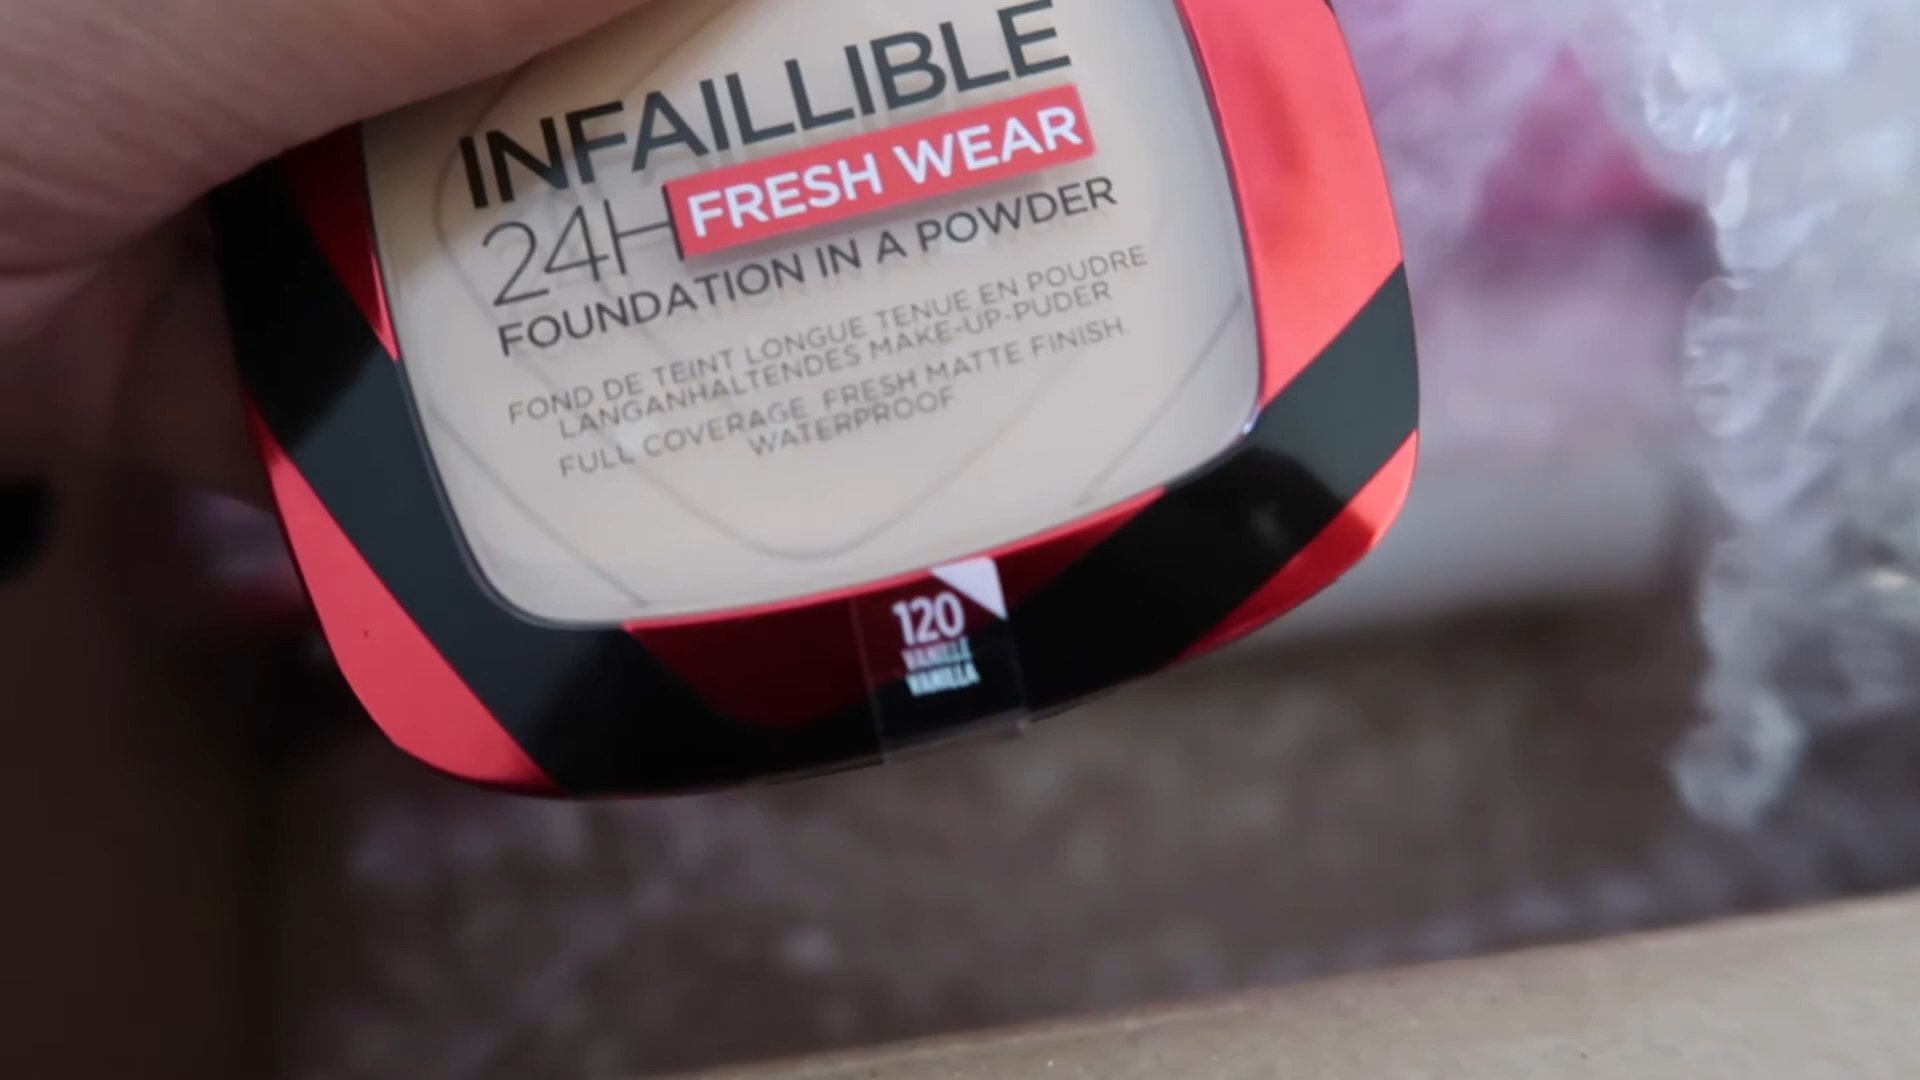 INFAILLIBLE
24H FRESH WEAR
FOUNDATION IN A POWDER
FOND DE TEINT LONGUE TENUE EN POUDRE
LANGANHALTENDES MAKE-UP-PUDER
FULL COVERAGE. FRESH MATTE FINISH.
WATERPROOF
120
VANILLE
VANILLA